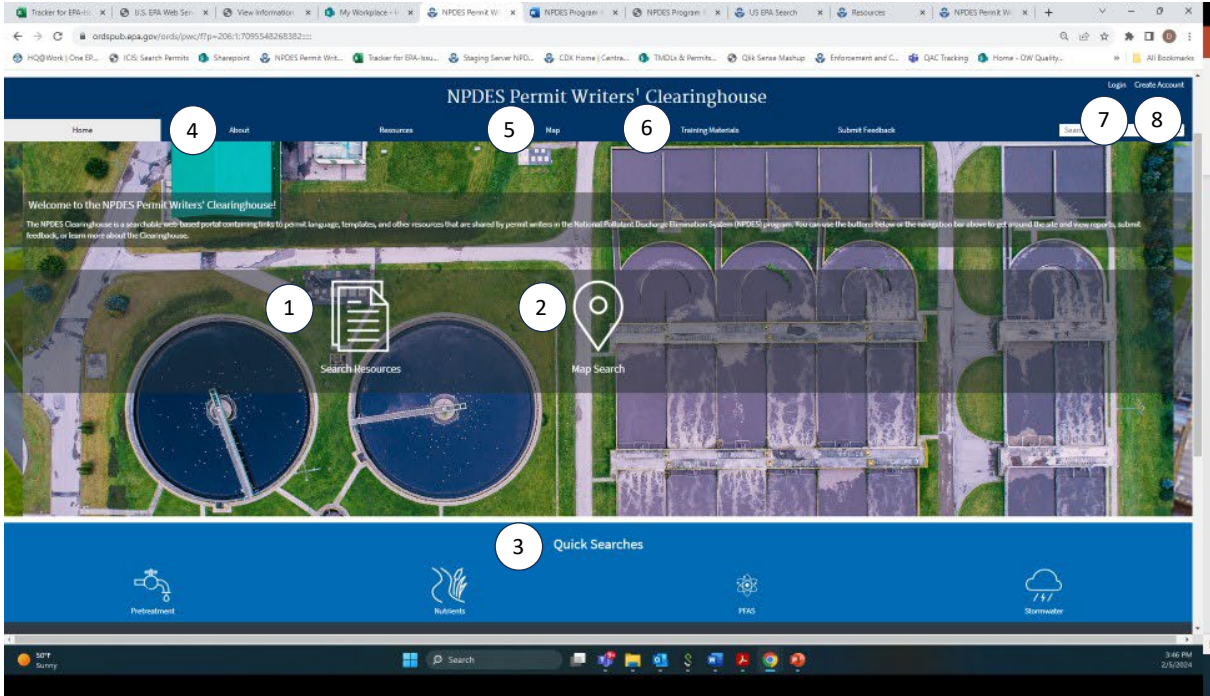 Tracker for EPA-Is
U.S. EPA Web Ser
View Information
My Workplace -
NPDES Permit W
NPDES Program
NPDES Program
US EPA Search
Resources
NPDES Permit W
ordspub.epa.gov/ords/pwc/f?p=206:1:7095548268382::::
HQ@Work | One EP...
ICIS: Search Permits
Sharepoint
NPDES Permit Writ...
Tracker for EPA-Issu...
Staging Server NPD...
CDX Home | Centra...
TMDLs & Permits...
Qlik Sense Mashup
Enforcement and C...
QAC Tracking
Home - OW Quality...
»
All Bookmarks
Login
Create Account
NPDES Permit Writers' Clearinghouse
Home
4
About
Resources
5
Map
6
Training Materials
Submit Feedback
7
8
Welcome to the NPDES Permit Writers' Clearinghouse!
The NPDES Clearinghouse is a searchable web-based portal containing links to permit language, templates, and other resources that are shared by permit writers in the National Pollutant Discharge Elimination System (NPDES) program. You can use the buttons below or the navigation bar above to get around the site and view reports, submit
feedback, or learn more about the Clearinghouse.
1
2
Search Resources
Map Search
3
Quick Searches
Pretreatment
Nutrients
PFAS
Stormwater
50°F
Sunny
Search
3:46 PM
2/5/2024